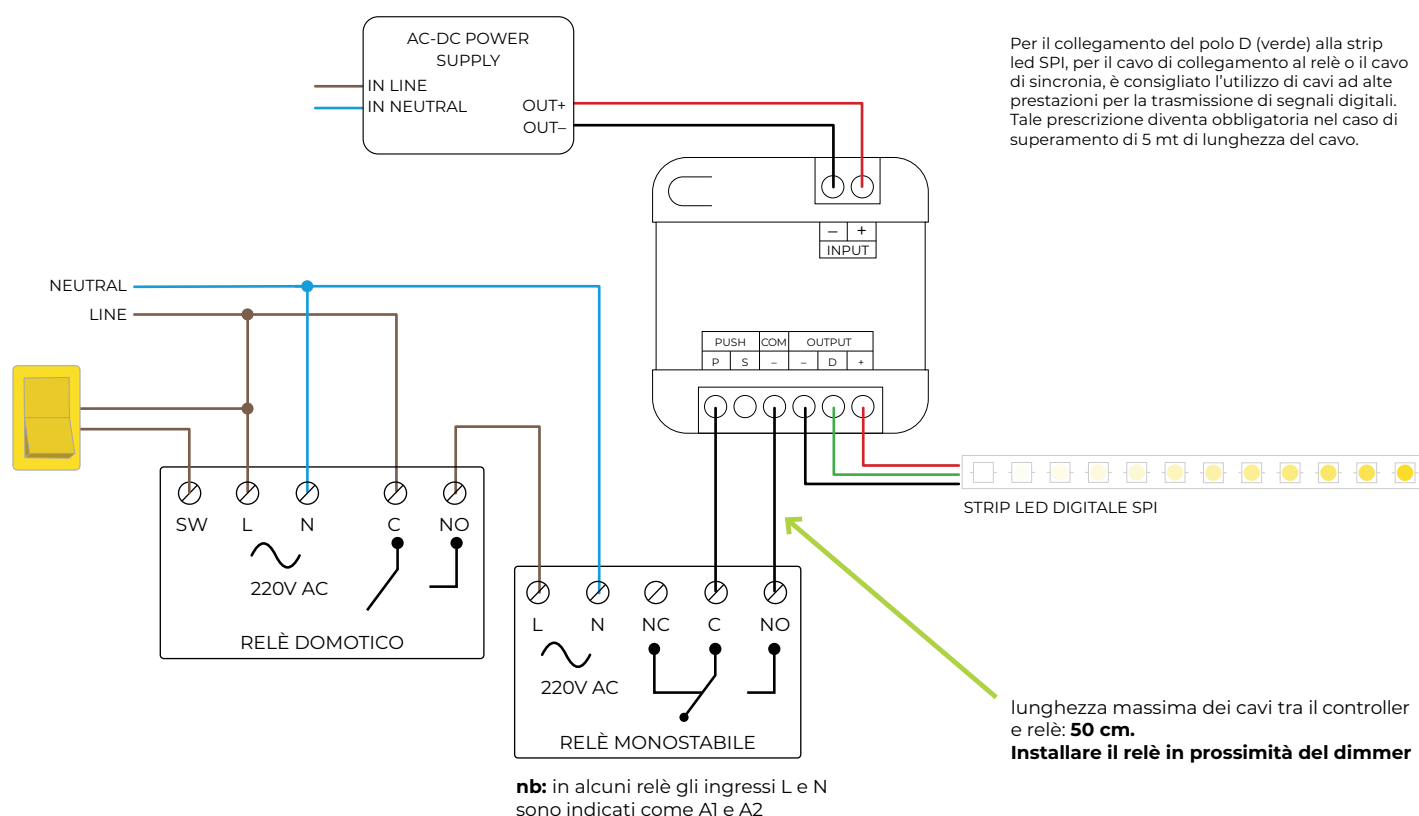 AC-DC POWER
SUPPLY
IN LINE
IN NEUTRAL
OUT+
OUT–
Per il collegamento del polo D (verde) alla strip
led SPI, per il cavo di collegamento al relè o il cavo
di sincronia, è consigliato l’utilizzo di cavi ad alte
prestazioni per la trasmissione di segnali digitali.
Tale prescrizione diventa obbligatoria nel caso di
superamento di 5 mt di lunghezza del cavo.
– +
INPUT
NEUTRAL
LINE
PUSH COM OUTPUT
P S – – D +
STRIP LED DIGITALE SPI
SW L N C NO
220V AC
RELÈ DOMOTICO
L N NC C NO
220V AC
RELÈ MONOSTABILE
lunghezza massima dei cavi tra il controller
e relè: 50 cm.
Installare il relè in prossimità del dimmer
nb: in alcuni relè gli ingressi L e N
sono indicati come A1 e A2